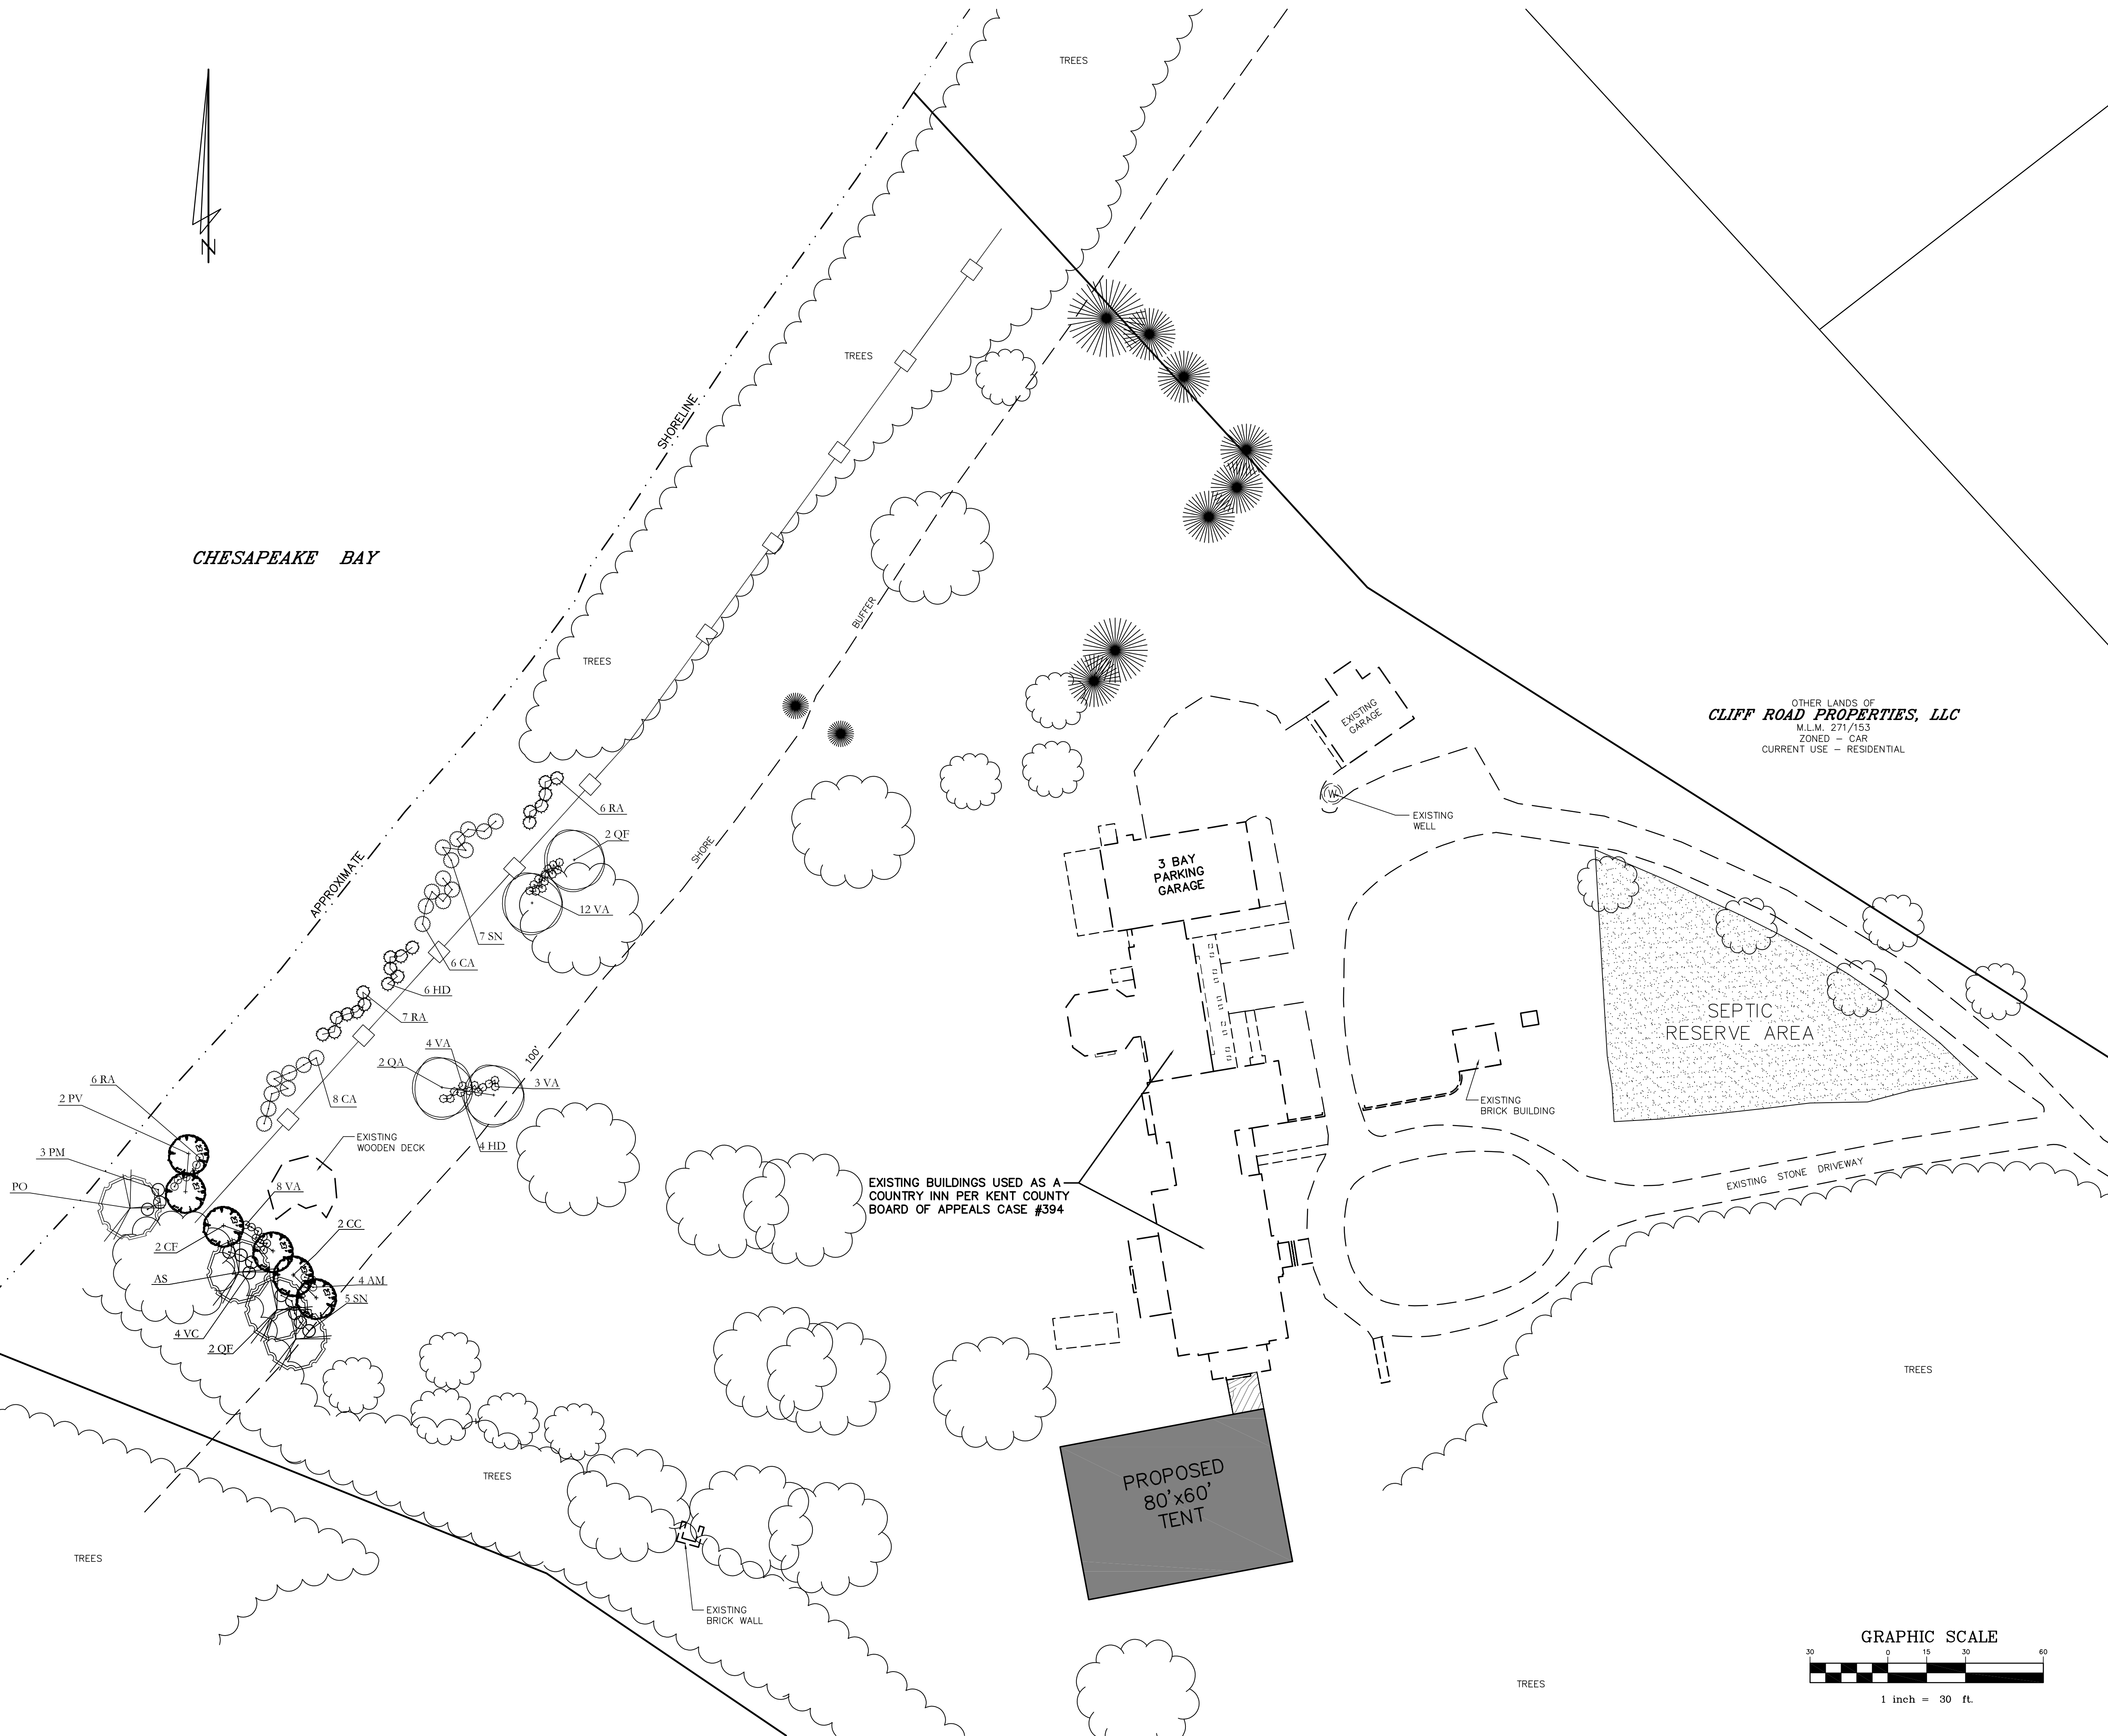 TREES
N
TREES
SHORELINE
CHESAPEAKE BAY
BUFFER
TREES
EXISTING
GARAGE
OTHER LANDS OF
CLIFF ROAD PROPERTIES, LLC
M.L.M. 271/153
ZONED – CAR
CURRENT USE – RESIDENTIAL
W
EXISTING
WELL
6 RA
2 QF
SHORE
3 BAY
PARKING
GARAGE
APPROXIMATE
12 VA
7 SN
6 CA
6 HD
7 RA
SEPTIC
RESERVE AREA
4 VA
100'
2 QA
3 VA
6 RA
2 PV
8 CA
EXISTING
BRICK BUILDING
EXISTING
WOODEN DECK
4 HD
3 PM
PO
8 VA
EXISTING STONE DRIVEWAY
EXISTING BUILDINGS USED AS A
COUNTRY INN PER KENT COUNTY
BOARD OF APPEALS CASE #394
2 CC
2 CF
AS
4 AM
5 SN
4 VC
2 QF
TREES
TREES
TREES
PROPOSED
80'x60'
TENT
EXISTING
BRICK WALL
TREES
GRAPHIC SCALE
30 0 15 30 60
1 inch = 30 ft.